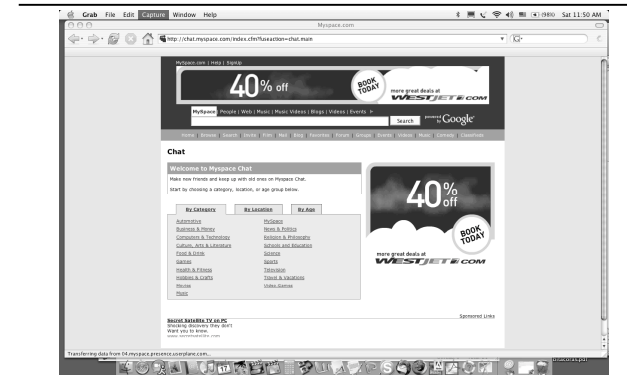 Grab File Edit Capture Window Help (98%) Sat 11:50 AM
Myspace.com
http://chat.myspace.com/index.cfm?fuseaction=chat.main
MySpace.com | Help | SignUp
40% off
BOOK TODAY
more great deals at
WESTJET.COM
MySpace People | Web | Music | Music Videos | Blogs | Videos | Events
Search powered by Google
Home | Browse | Search | Invite | Film | Mail | Blog | Favorites | Forum | Groups | Events | Videos | Music | Comedy | Classifieds
Chat
Welcome to Myspace Chat
Make new friends and keep up with old ones on MySpace Chat.
Start by choosing a category, location, or age group below.
By Category By Location By Age
Automotive MySpace
Business & Money News & Politics
Computers & Technology Religion & Philosophy
Culture, Arts & Literature Schools and Education
Food & Drink Science
Games Sports
Health & Fitness Television
Hobbies & Crafts Travel & Vacations
Movies Video Games
Music
40% off
BOOK TODAY
more great deals at
WESTJET.COM
Sponsored Links
Secret Satellite TV on PC
Shocking discovery they don't
Want you to know.
www.secretsatellite.com
Transferring data from 04.myspace.presence.userplane.com...
17